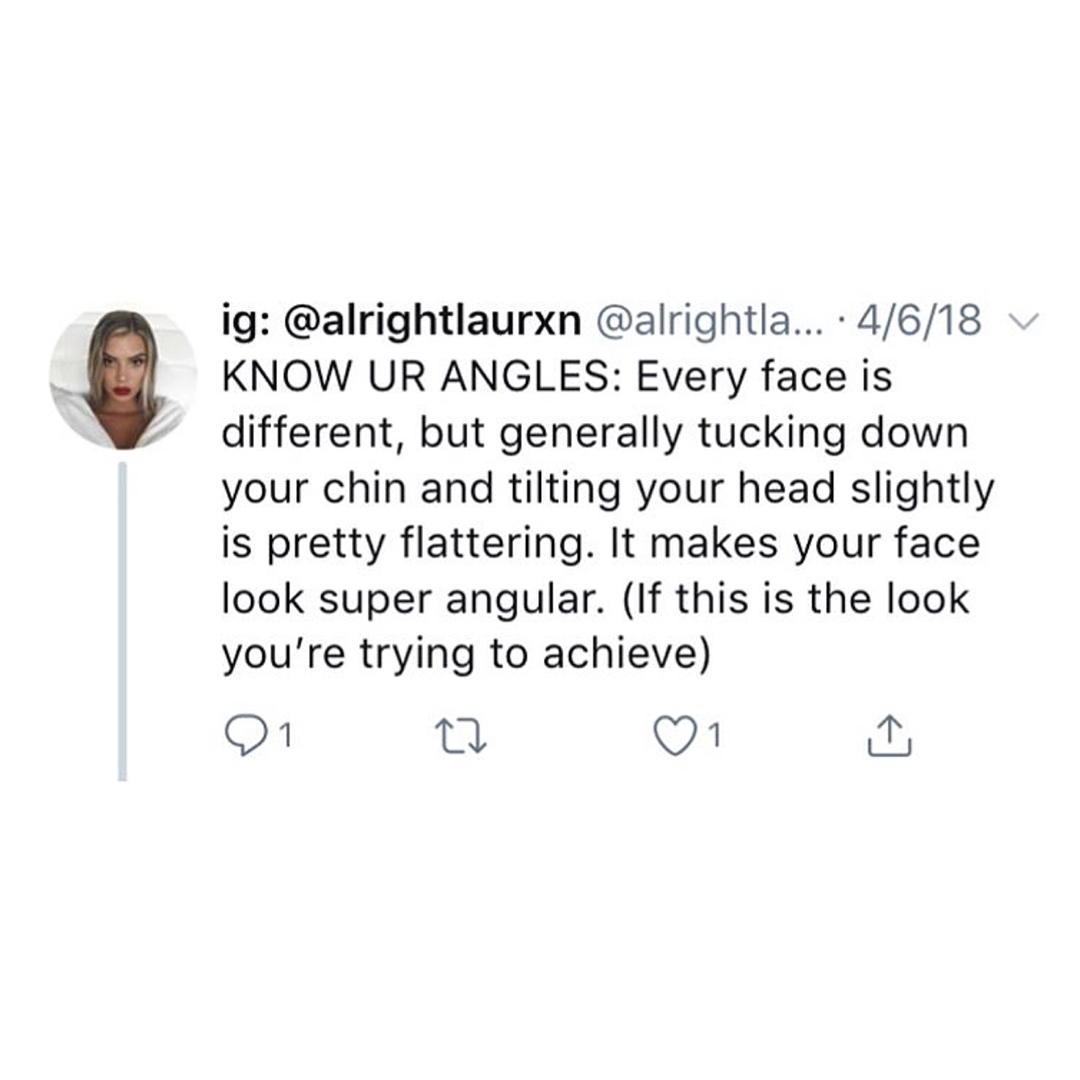 ig: @alrightlaurxn @alrightla... · 4/6/18
KNOW UR ANGLES: Every face is
different, but generally tucking down
your chin and tilting your head slightly
is pretty flattering. It makes your face
look super angular. (If this is the look
you’re trying to achieve)
1 1